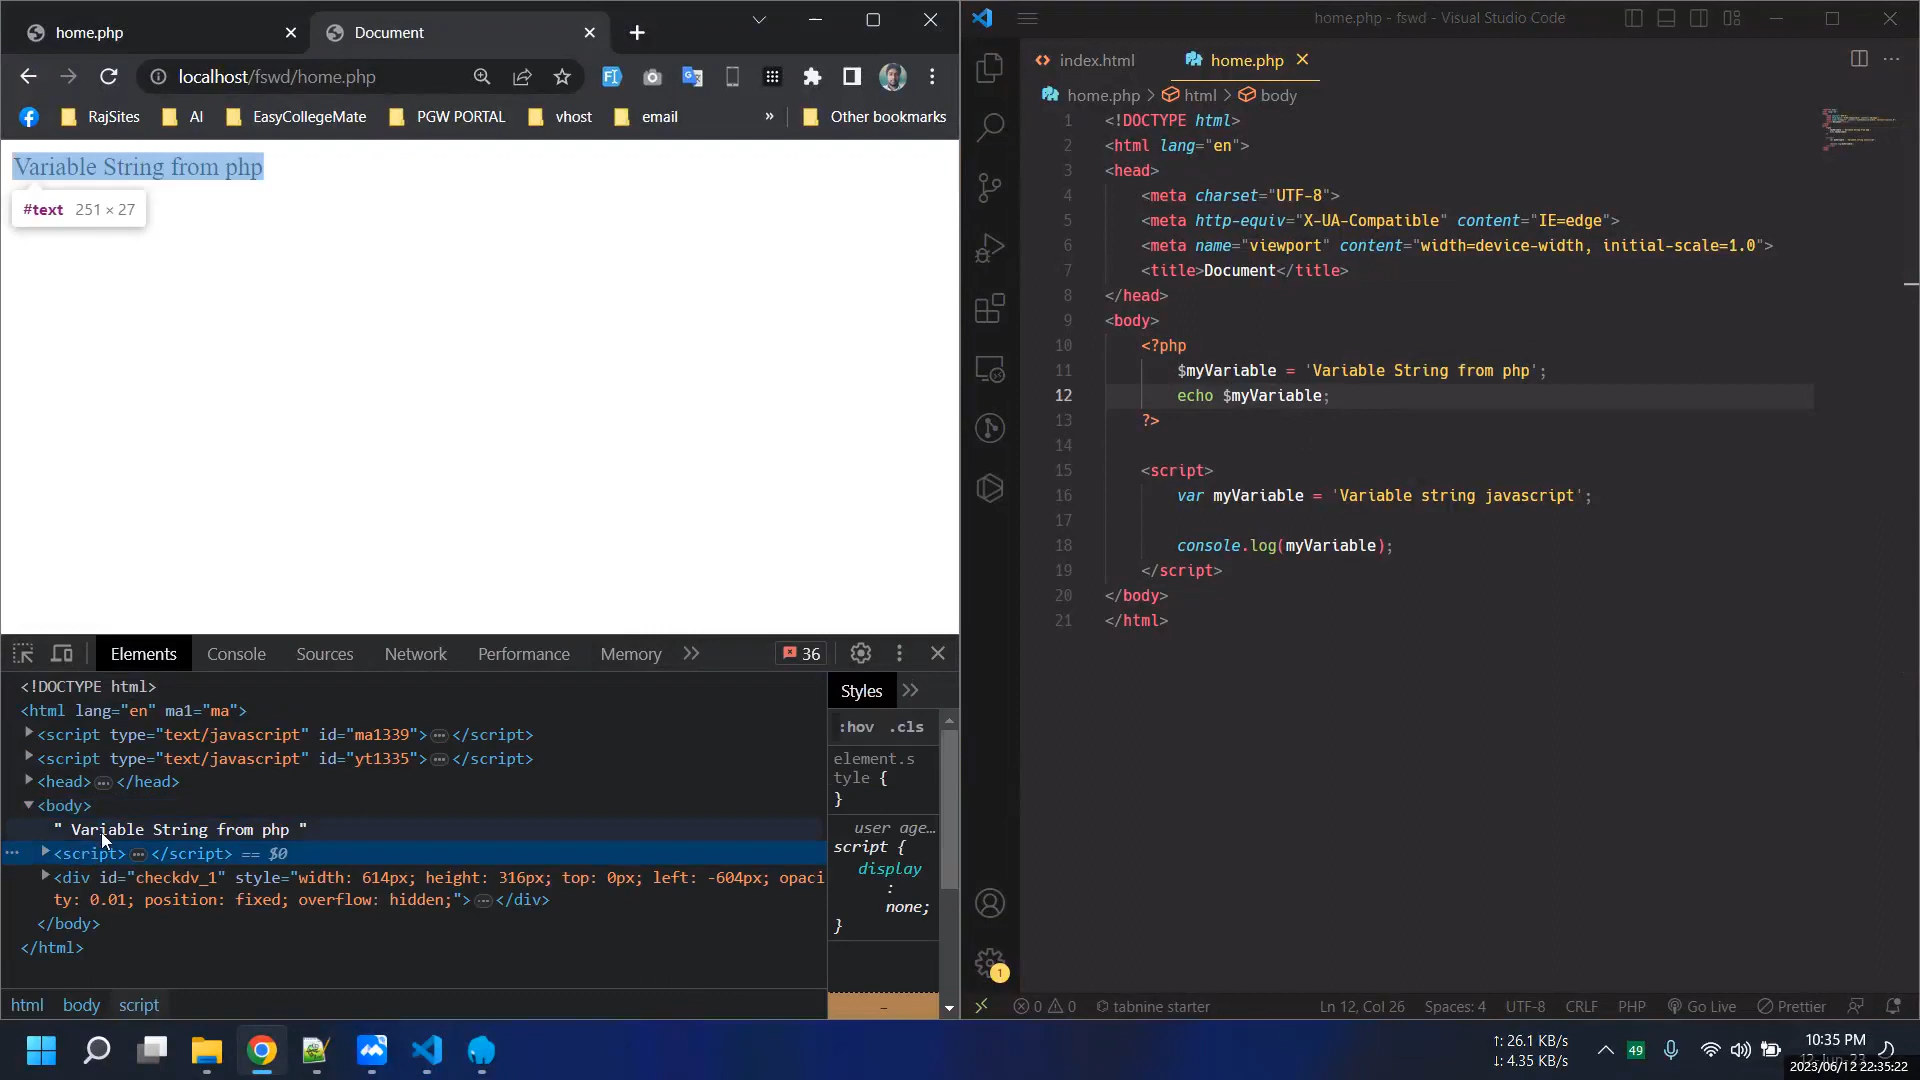 home.php
Document
localhost/fswd/home.php
RajSites
AI
EasyCollegeMate
PGW PORTAL
vhost
email
»
Other bookmarks
Variable String from php
#text 251 × 27
Elements
Console
Sources
Network
Performance
Memory
36
<!DOCTYPE html>
<html lang="en" ma1="ma">
<script type="text/javascript" id="ma1339">…</script>
<script type="text/javascript" id="yt1335">…</script>
<head>…</head>
<body>
" Variable String from php "
<script>…</script> == $0
<div id="checkdv_1" style="width: 614px; height: 316px; top: 0px; left: -604px; opaci
ty: 0.01; position: fixed; overflow: hidden;">…</div>
</body>
</html>
html body script
Styles
:hov .cls
element.s
tyle {
}
user age…
script {
display
:
none;
}
home.php - fswd - Visual Studio Code
index.html
home.php
home.php > html > body
1 <!DOCTYPE html>
2 <html lang="en">
3 <head>
4 <meta charset="UTF-8">
5 <meta http-equiv="X-UA-Compatible" content="IE=edge">
6 <meta name="viewport" content="width=device-width, initial-scale=1.0">
7 <title>Document</title>
8 </head>
9 <body>
10 <?php
11 $myVariable = 'Variable String from php';
12 echo $myVariable;
13 ?>
14
15 <script>
16 var myVariable = 'Variable string javascript';
17
18 console.log(myVariable);
19 </script>
20 </body>
21 </html>
1
0 0
tabnine starter
Ln 12, Col 26
Spaces: 4
UTF-8
CRLF
PHP
Go Live
Prettier
↑: 26.1 KB/s
↓: 4.35 KB/s
49
10:35 PM
2023/06/12 22:35:22